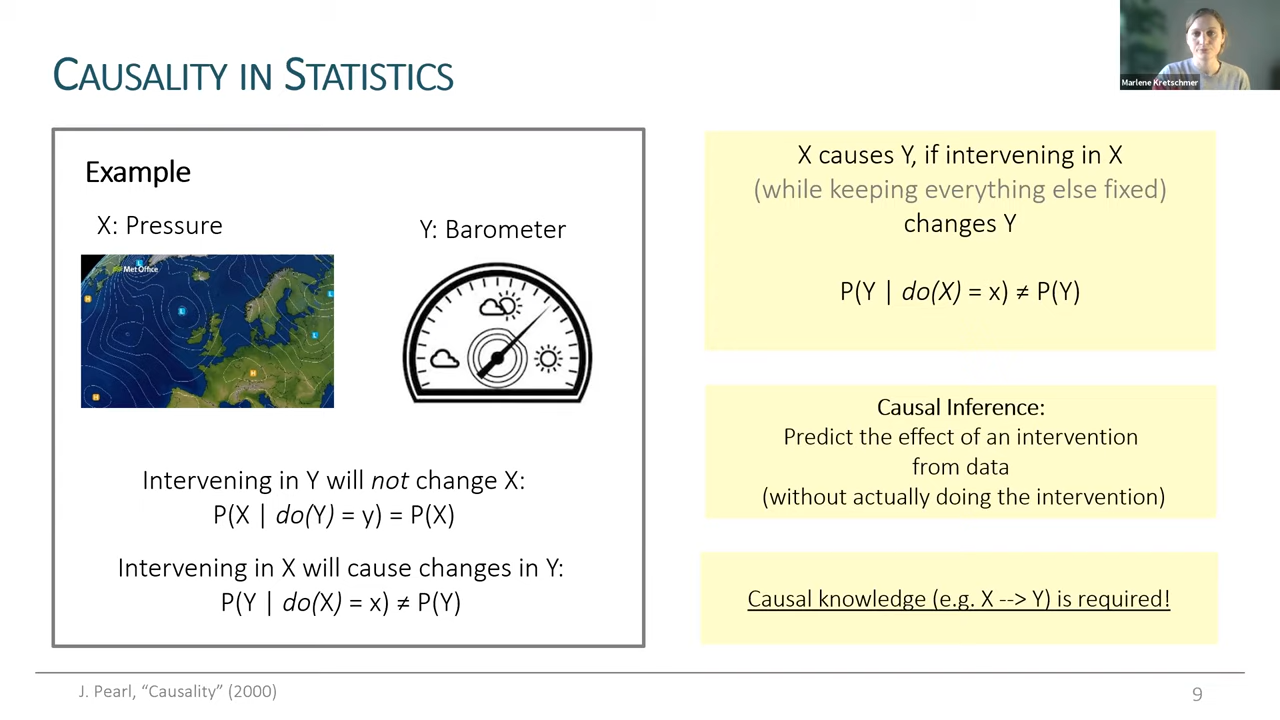 CAUSALITY IN STATISTICS
Marlene Kretschmer
Example
X: Pressure
Y: Barometer
Met Office
L
H
L
L
L
H
H
Intervening in Y will not change X:
P(X | do(Y) = y) = P(X)
Intervening in X will cause changes in Y:
P(Y | do(X) = x) ≠ P(Y)
X causes Y, if intervening in X
(while keeping everything else fixed)
changes Y
P(Y | do(X) = x) ≠ P(Y)
Causal Inference:
Predict the effect of an intervention
from data
(without actually doing the intervention)
Causal knowledge (e.g. X --> Y) is required!
J. Pearl, “Causality” (2000)
9